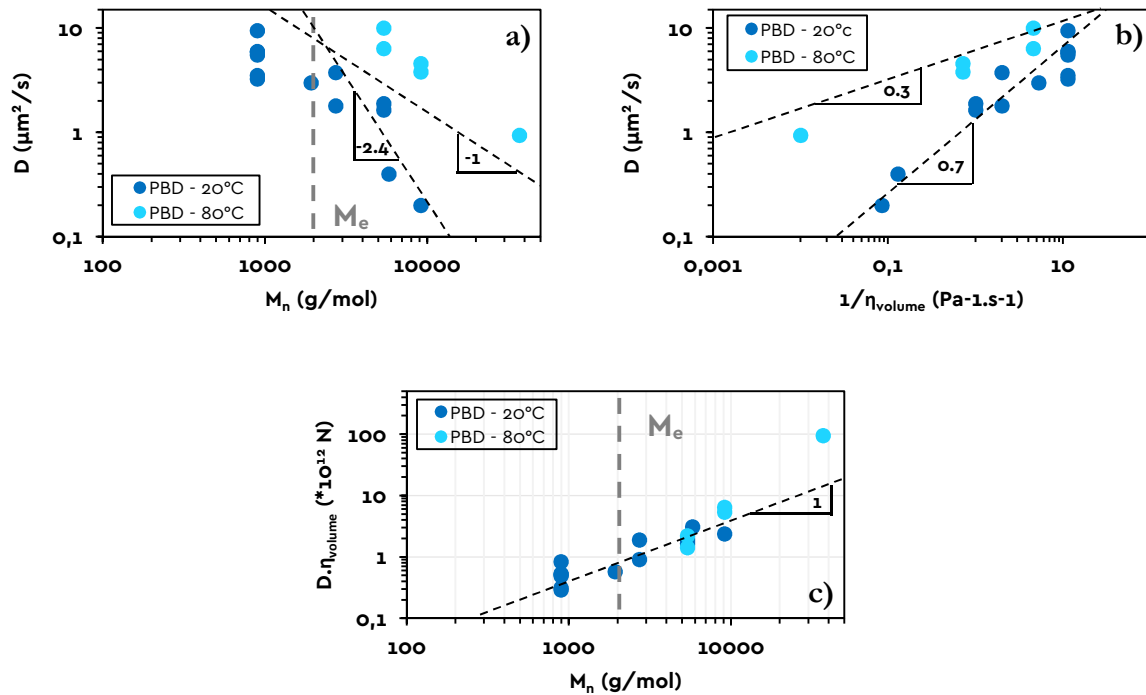 a)
10
1
0,1
D (µm²/s)
-2.4
-1
PBD - 20°C
PBD - 80°C
Mₑ
100
1000
10000
Mₙ (g/mol)
b)
10
1
0,1
D (µm²/s)
PBD - 20°c
PBD - 80°C
0.3
0.7
0,001
0,1
10
1/ηvolume (Pa-1.s-1)
PBD - 20°C
PBD - 80°C
Mₑ
100
10
1
0,1
D.ηvolume (*10¹² N)
1
c)
100
1000
10000
Mₙ (g/mol)